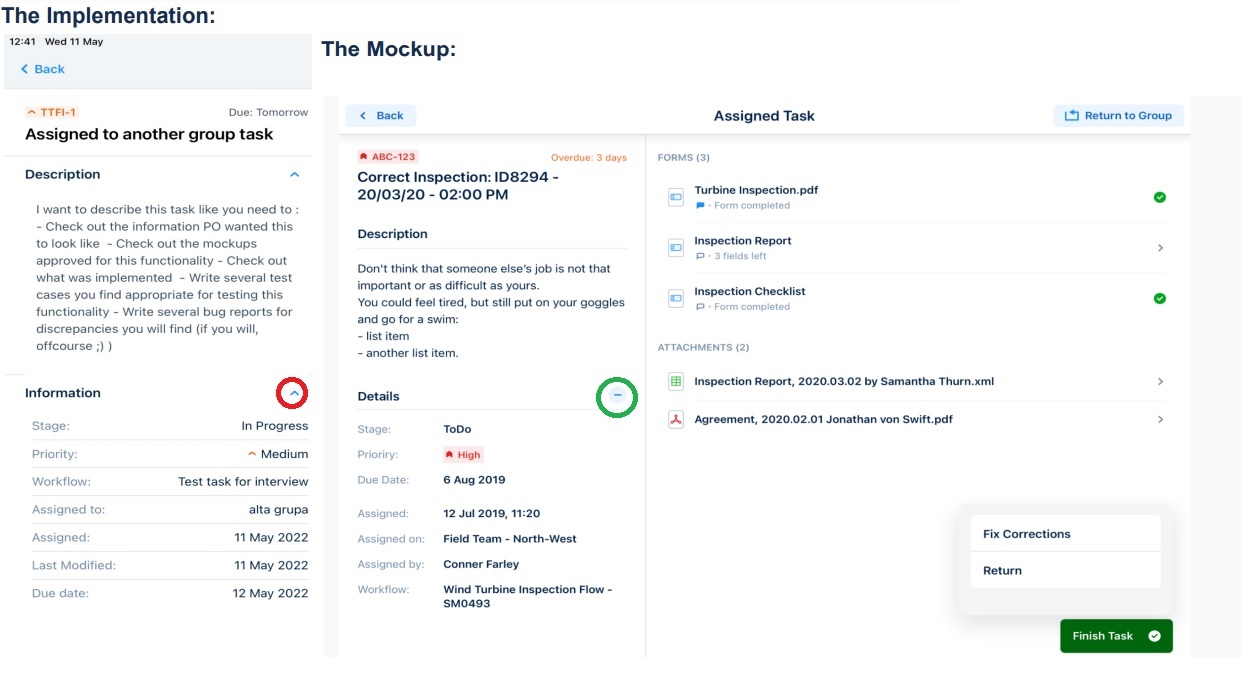 The Implementation:
12:41 Wed 11 May
Back
TTFI-1
Due: Tomorrow
Assigned to another group task
Description
I want to describe this task like you need to :
- Check out the information PO wanted this
to look like - Check out the mockups
approved for this functionality - Check out
what was implemented - Write several test
cases you find appropriate for testing this
functionality - Write several bug reports for
discrepancies you will find (if you will,
offcourse ;) )
Information
Stage: In Progress
Priority: Medium
Workflow: Test task for interview
Assigned to: alta grupa
Assigned: 11 May 2022
Last Modified: 11 May 2022
Due date: 12 May 2022
The Mockup:
Back
Assigned Task
Return to Group
ABC-123
Overdue: 3 days
Correct Inspection: ID8294 -
20/03/20 - 02:00 PM
Description
Don't think that someone else's job is not that
important or as difficult as yours.
You could feel tired, but still put on your goggles
and go for a swim:
- list item
- another list item.
Details
Stage: ToDo
Prioriry: High
Due Date: 6 Aug 2019
Assigned: 12 Jul 2019, 11:20
Assigned on: Field Team - North-West
Assigned by: Conner Farley
Workflow: Wind Turbine Inspection Flow -
SM0493
FORMS (3)
Turbine Inspection.pdf
• Form completed
Inspection Report
• 3 fields left
Inspection Checklist
• Form completed
ATTACHMENTS (2)
Inspection Report, 2020.03.02 by Samantha Thurn.xml
Agreement, 2020.02.01 Jonathan von Swift.pdf
Fix Corrections
Return
Finish Task